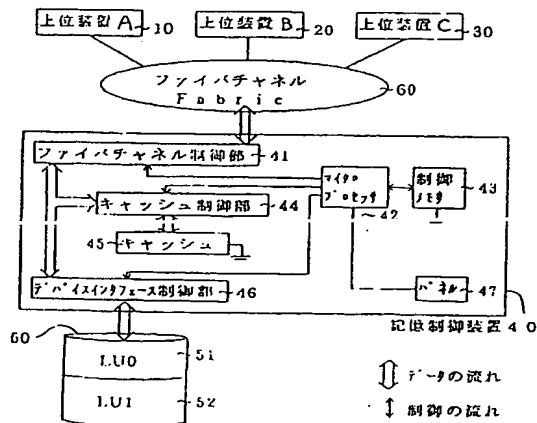 上位装置A 10
上位装置B 20
上位装置C 30
ファイバチャネル
Fabric
60
ファイバチャネル制御部 41
マイクロ
プロセッサ
42
制御
メモリ
43
キャッシュ制御部 44
45 キャッシュ
デバイスインタフェース制御部 46
パネル 47
記憶制御装置40
60
LU0 51
LU1 52
データの流れ
制御の流れ